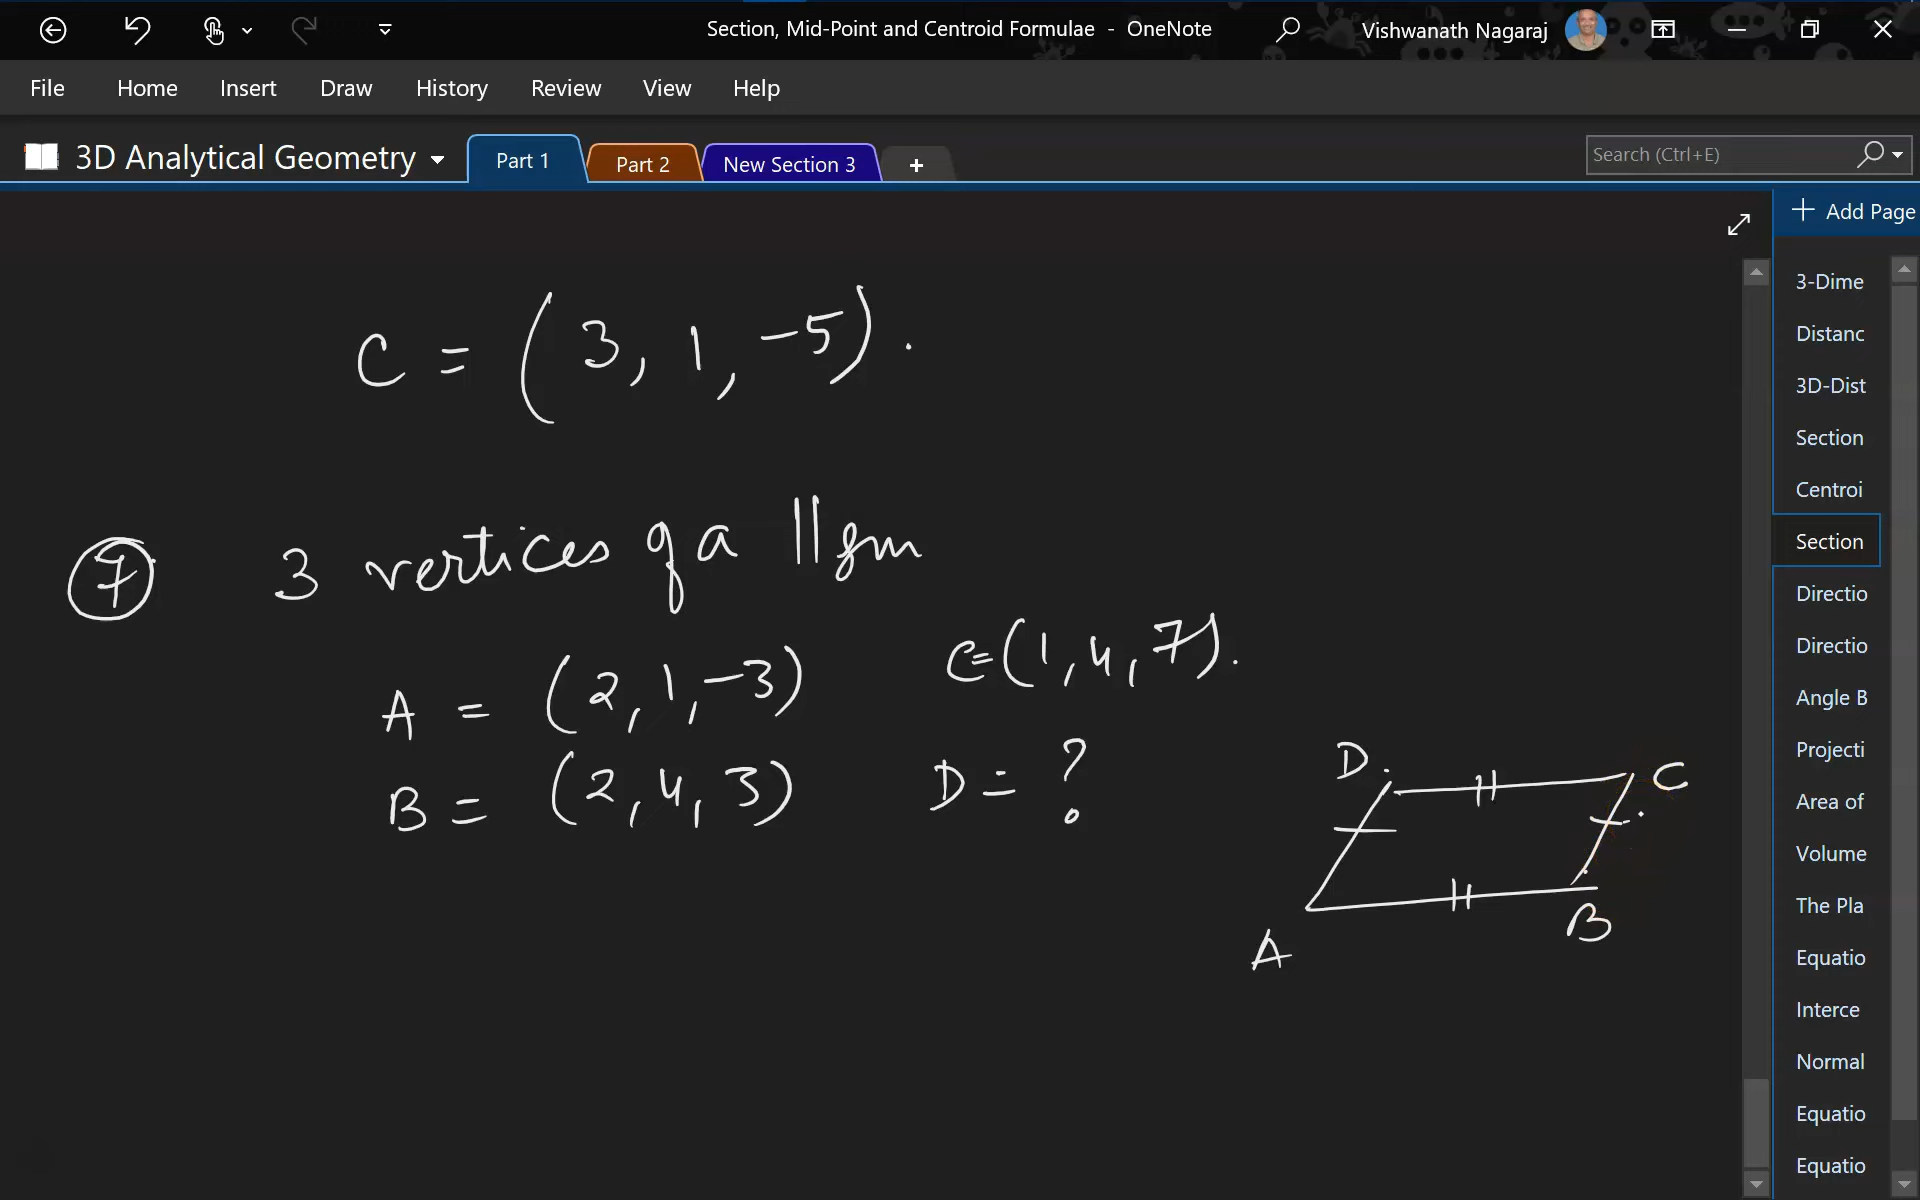 Section, Mid-Point and Centroid Formulae - OneNote
Vishwanath Nagaraj
File Home Insert Draw History Review View Help
3D Analytical Geometry
Part 1
Part 2
New Section 3
+
Search (Ctrl+E)
+ Add Page
3-Dime
Distanc
3D-Dist
Section
Centroi
Section
Directio
Directio
Angle B
Projecti
Area of
Volume
The Pla
Equatio
Interce
Normal
Equatio
Equatio
C = (3, 1, -5).
7 3 vertices of a ||gm
A = (2, 1, -3) C=(1, 4, 7).
B = (2, 4, 3) D = ?
D C
A B